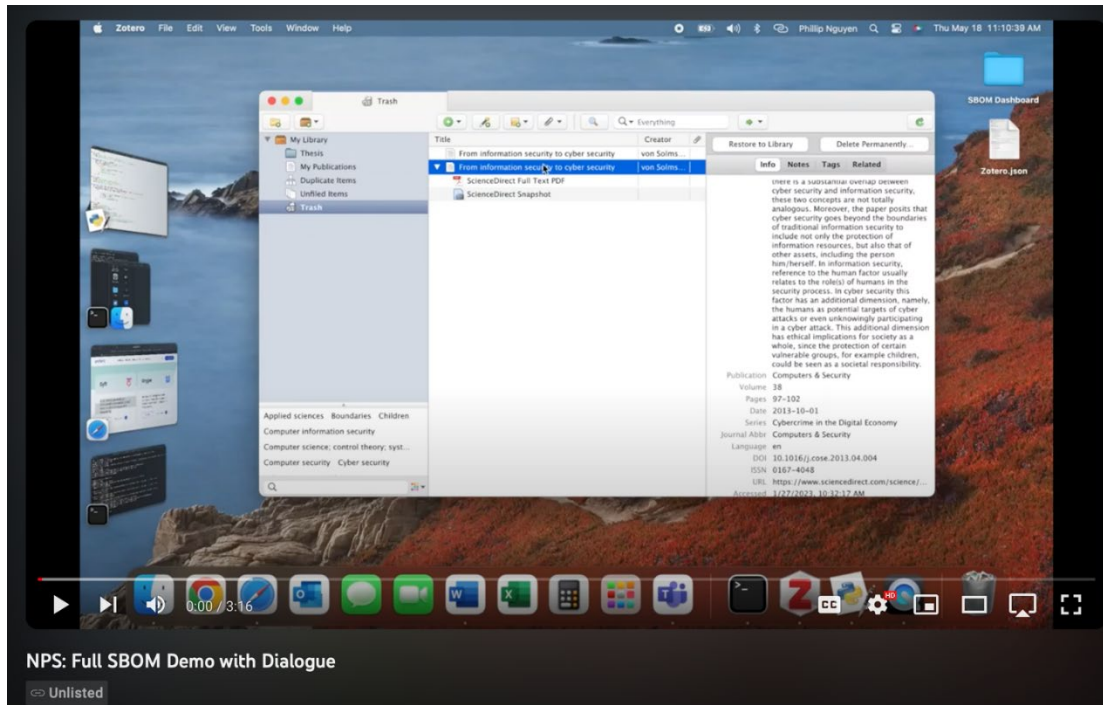 Zotero File Edit View Tools Window Help
Phillip Nguyen Thu May 18 11:10:39 AM
SBOM Dashboard
Zotero.json
Trash
Everything
My Library
Thesis
My Publications
Duplicate Items
Unfiled Items
Trash
Title Creator
From information security to cyber security von Solms...
From information security to cyber security von Solms...
ScienceDirect Full Text PDF
ScienceDirect Snapshot
Restore to Library Delete Permanently...
Info Notes Tags Related
there is a substantial overlap between
cyber security and information security,
these two concepts are not totally
analogous. Moreover, the paper posits that
cyber security goes beyond the boundaries
of traditional information security to
include not only the protection of
information resources, but also that of
other assets, including the person
him/herself. In information security,
reference to the human factor usually
relates to the role(s) of humans in the
security process. In cyber security this
factor has an additional dimension, namely,
the humans as potential targets of cyber
attacks or even unknowingly participating
in a cyber attack. This additional dimension
has ethical implications for society as a
whole, since the protection of certain
vulnerable groups, for example children,
could be seen as a societal responsibility.
Publication Computers & Security
Volume 38
Pages 97-102
Date 2013-10-01
Series Cybercrime in the Digital Economy
Journal Abbr Computers & Security
Language en
DOI 10.1016/j.cose.2013.04.004
ISSN 0167-4048
URL https://www.sciencedirect.com/science/...
Accessed 1/27/2023, 10:32:17 AM
Applied sciences Boundaries Children
Computer information security
Computer science; control theory; syst...
Computer security Cyber security
0:00 / 3:16
CC
HD
NPS: Full SBOM Demo with Dialogue
Unlisted